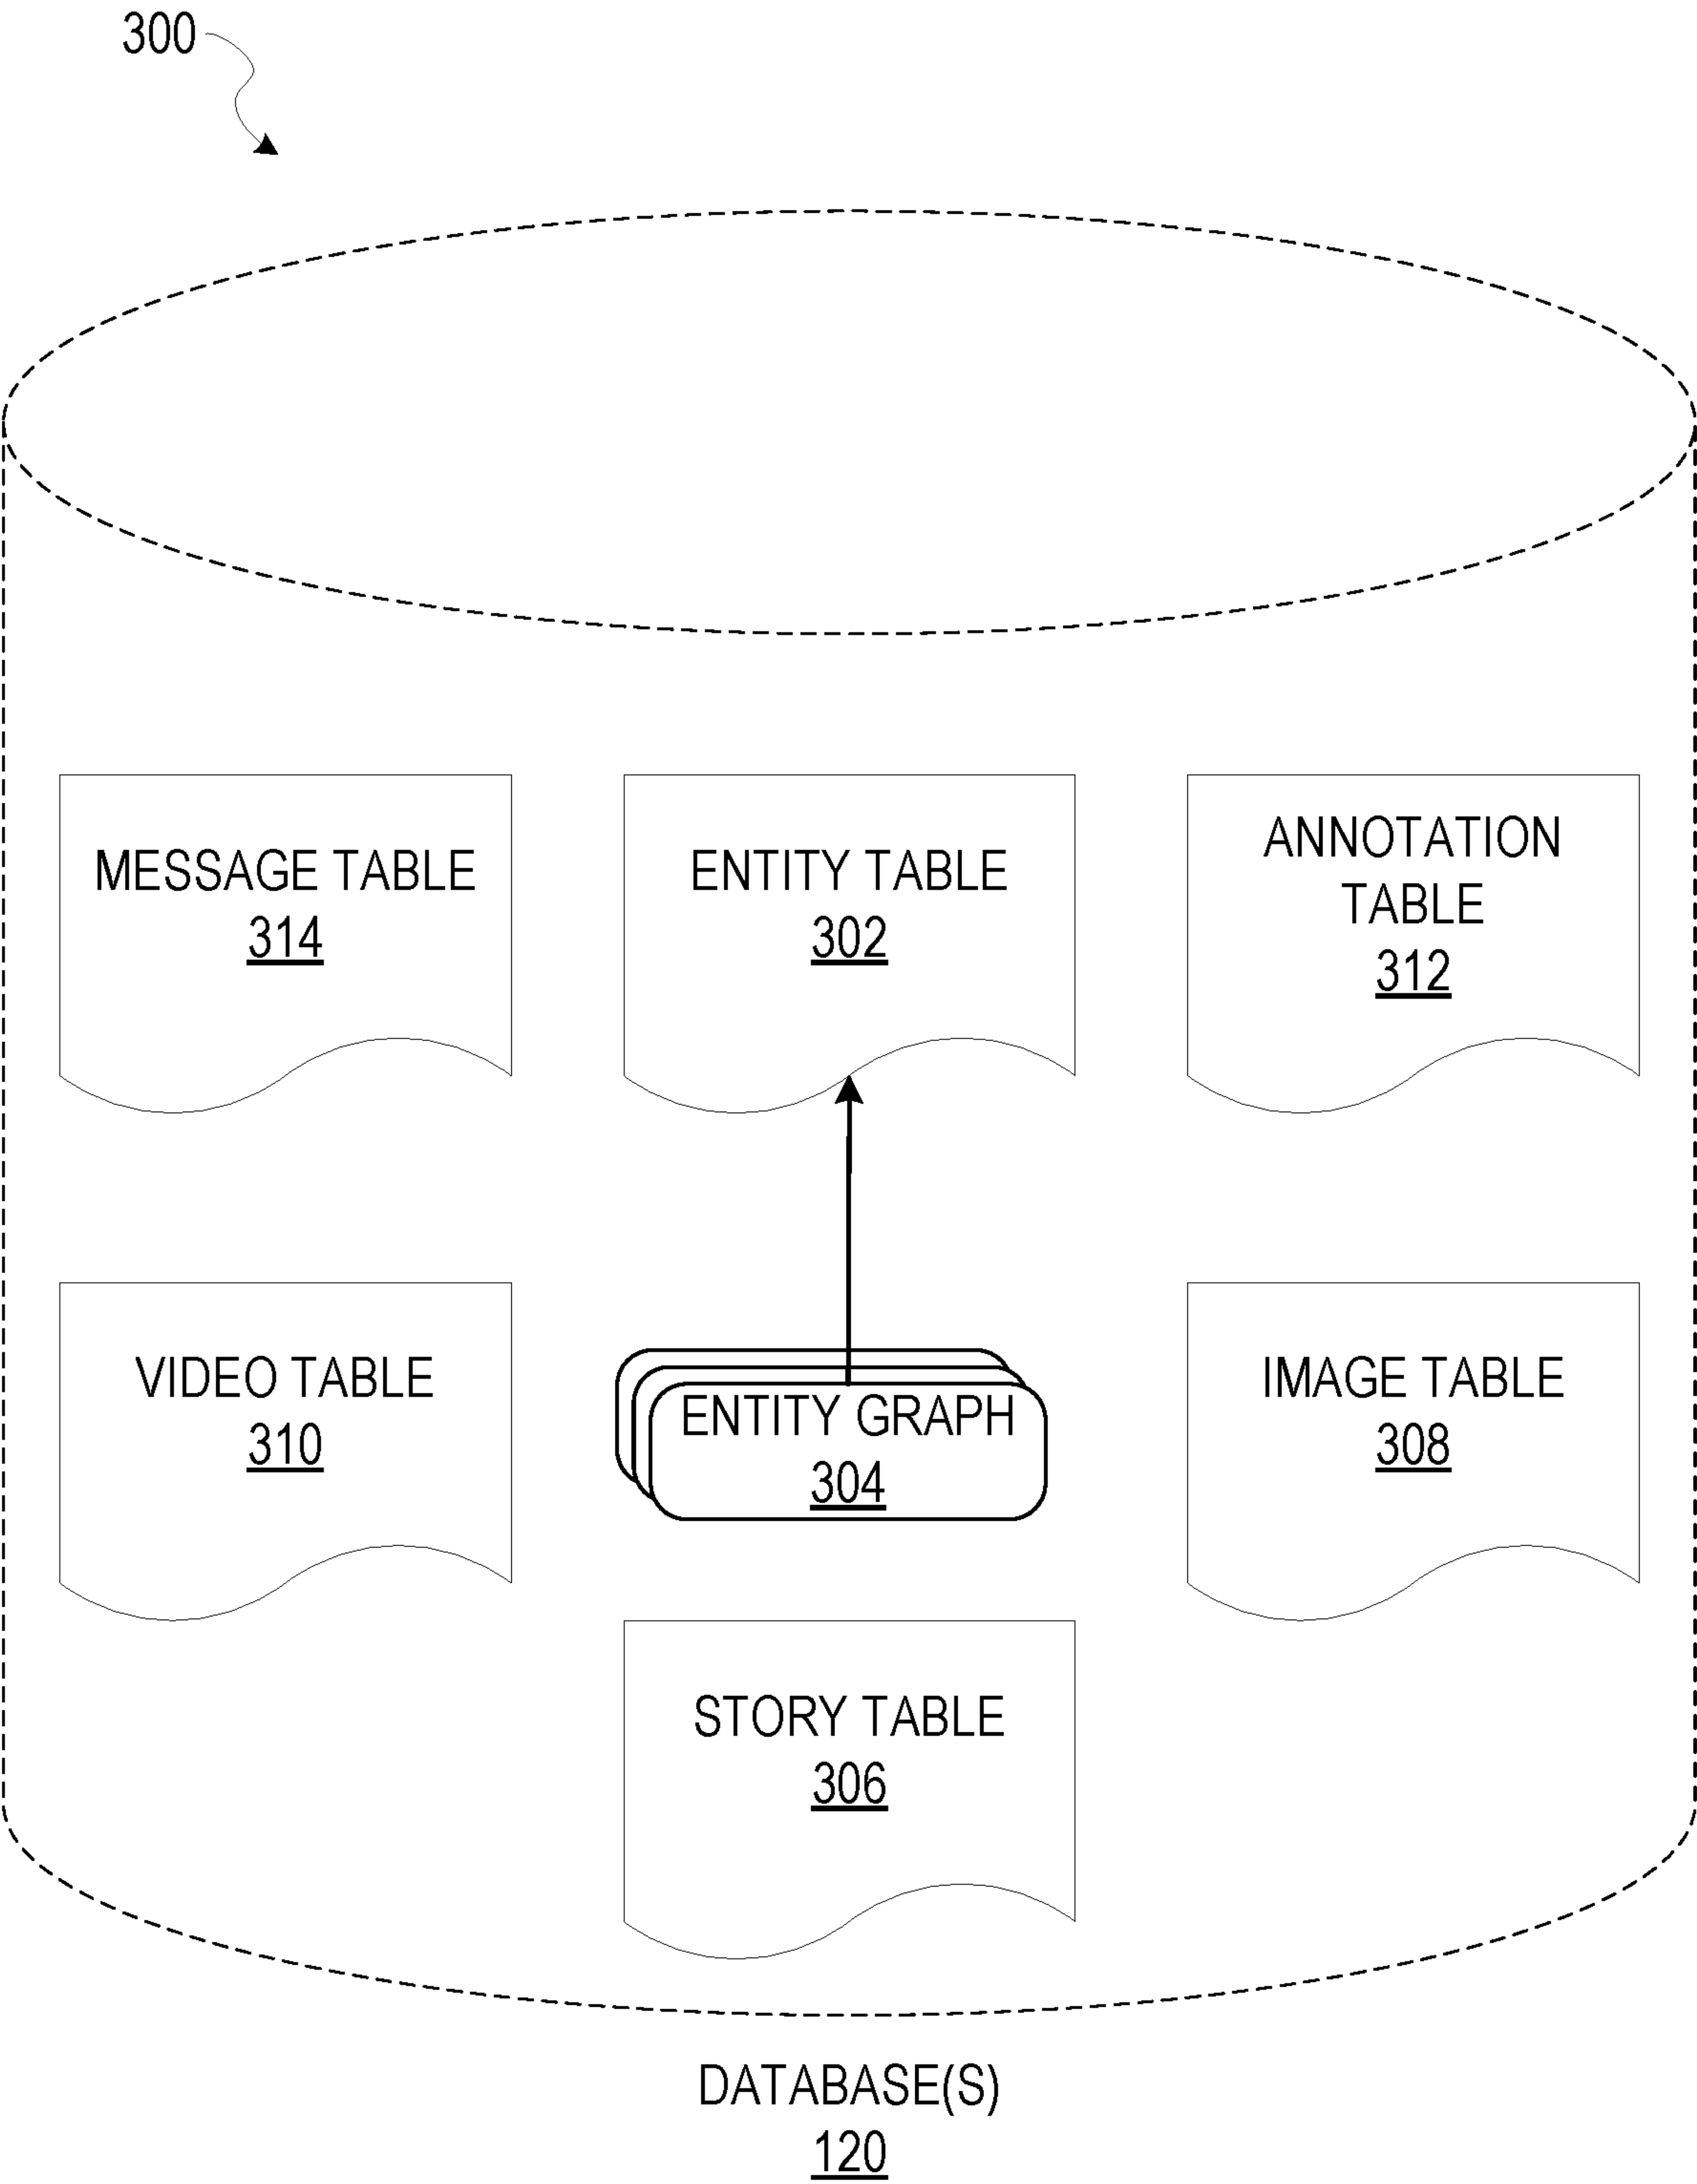 300
MESSAGE TABLE
314
ENTITY TABLE
302
ANNOTATION
TABLE
312
VIDEO TABLE
310
ENTITY GRAPH
304
IMAGE TABLE
308
STORY TABLE
306
DATABASE(S)
120